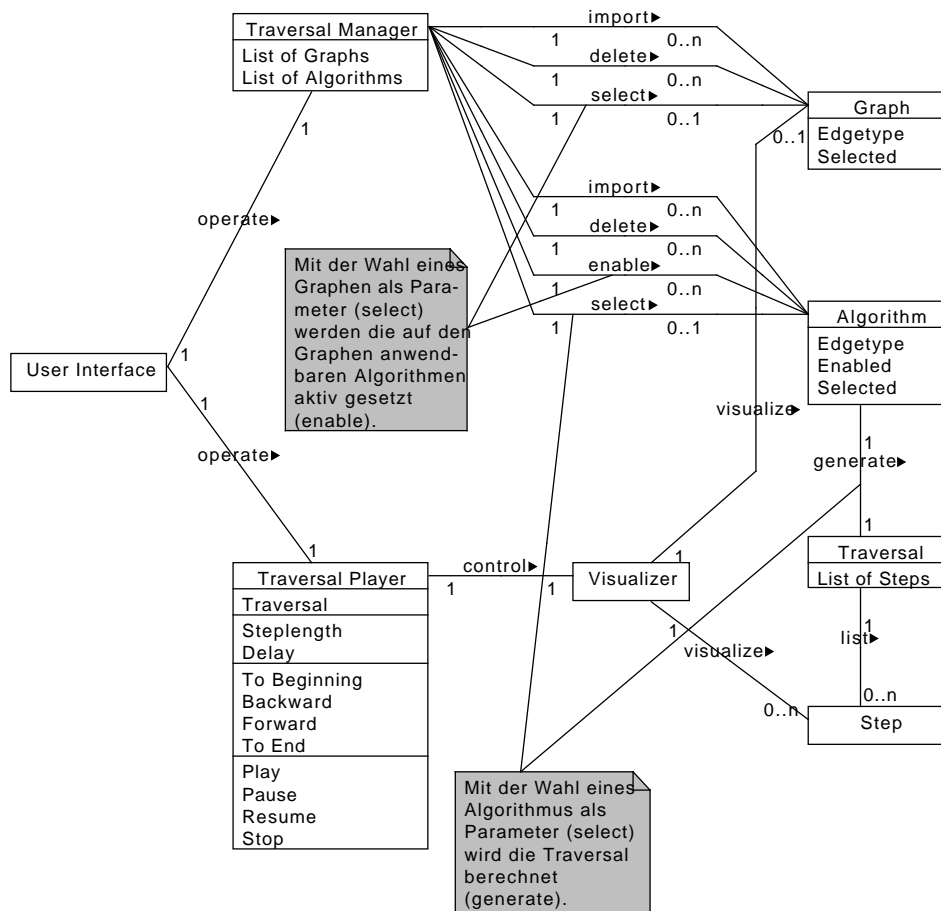 Traversal Manager
List of Graphs
List of Algorithms
import▶
1
0..n
delete▶
1
0..n
select▶
1
0..1
Graph
Edgetype
Selected
0..1
1
operate▶
import▶
1
0..n
delete▶
1
0..n
enable▶
1
0..n
select▶
1
0..1
Mit der Wahl eines
Graphen als Para-
meter (select)
werden die auf den
Graphen anwend-
baren Algorithmen
aktiv gesetzt
(enable).
Algorithm
Edgetype
Enabled
Selected
User Interface
1
1
operate▶
1
visualize▶
1
generate▶
1
Traversal
List of Steps
Traversal Player
Traversal
Steplength
Delay
To Beginning
Backward
Forward
To End
Play
Pause
Resume
Stop
control▶
1
1
Visualizer
1
1
visualize▶
0..n
1
list▶
0..n
Step
Mit der Wahl eines
Algorithmus als
Parameter (select)
wird die Traversal
berechnet
(generate).